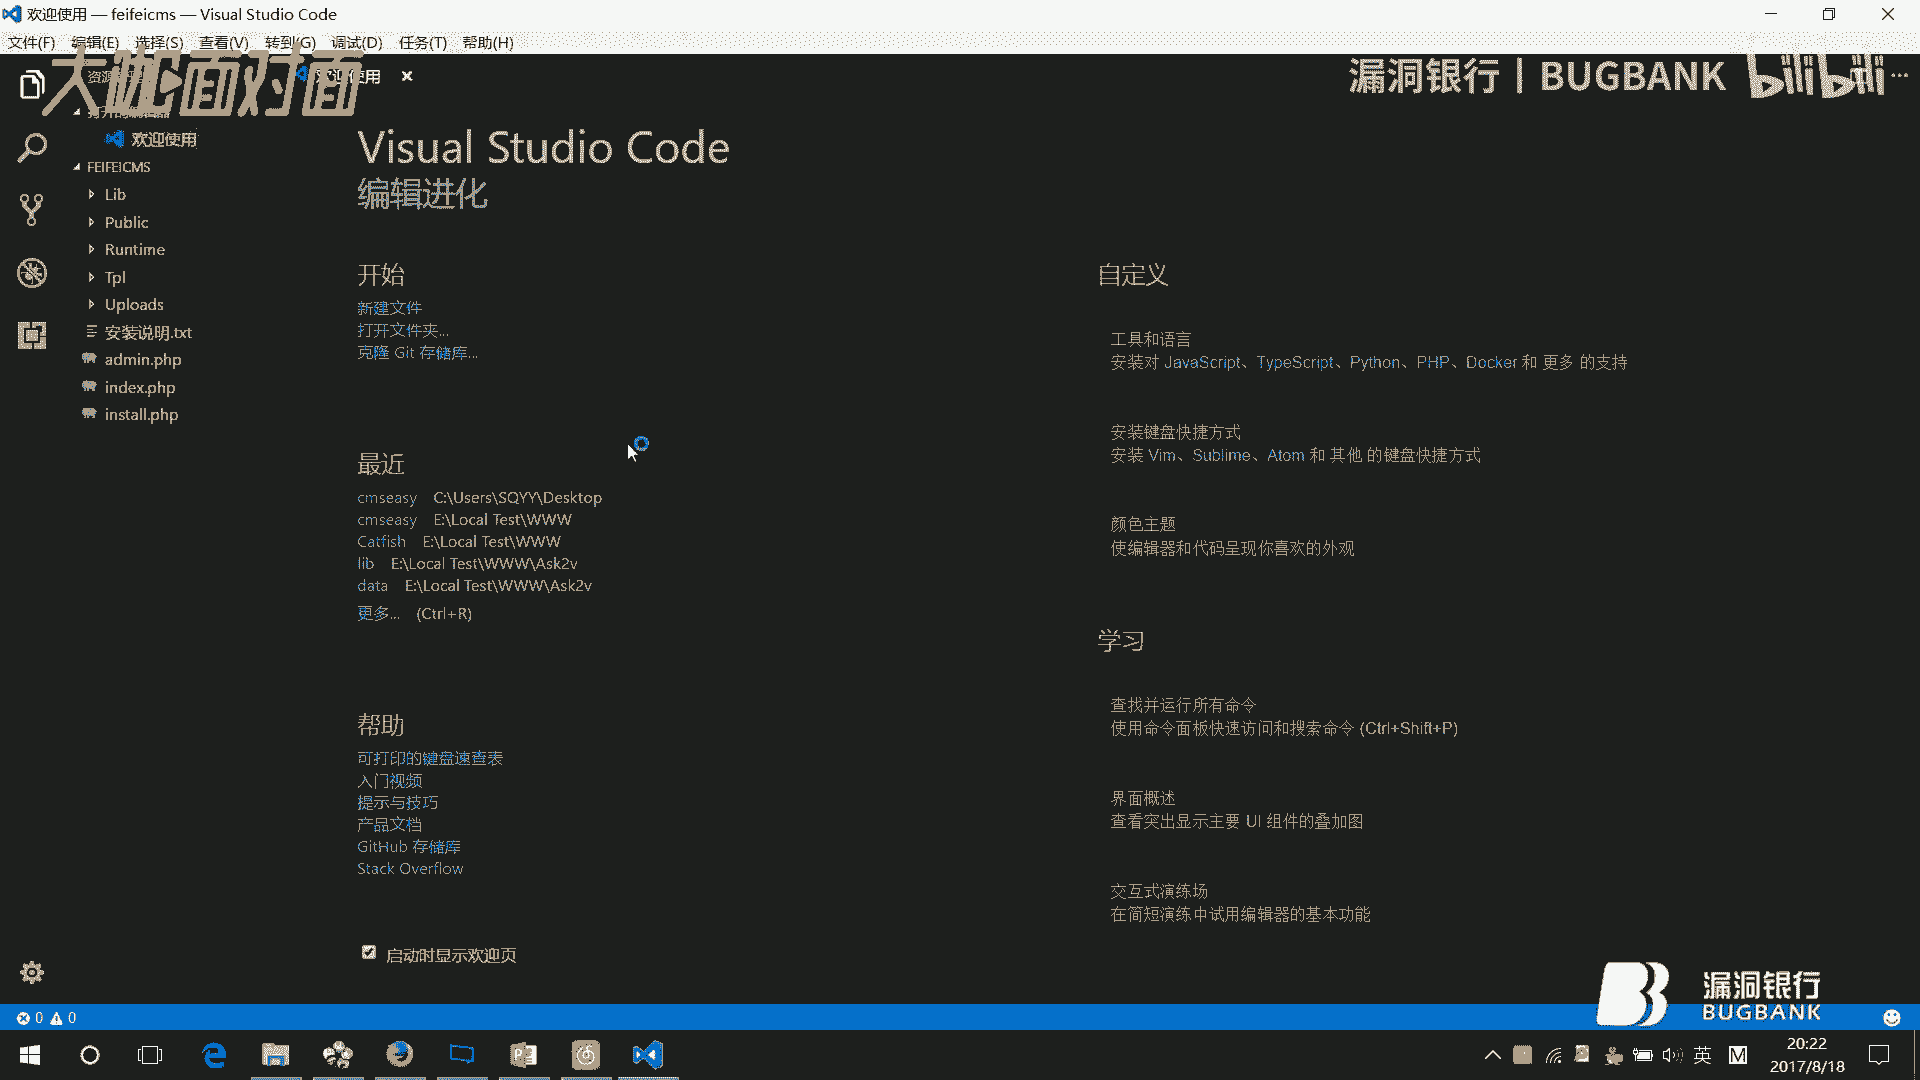 欢迎使用 — feifeicms — Visual Studio Code
文件(F) 编辑(E) 选择(S) 查看(V) 转到(G) 调试(D) 任务(T) 帮助(H)
大咖面对面
欢迎使用
漏洞银行 | BUGBANK bilibili
欢迎使用
FEIFEICMS
Lib
Public
Runtime
Tpl
Uploads
安装说明.txt
admin.php
index.php
install.php
Visual Studio Code
编辑进化
开始
新建文件
打开文件夹...
克隆 Git 存储库...
最近
cmseasy C:\Users\SQYY\Desktop
cmseasy E:\Local Test\WWW
Catfish E:\Local Test\WWW
lib E:\Local Test\WWW\Ask2v
data E:\Local Test\WWW\Ask2v
更多... (Ctrl+R)
帮助
可打印的键盘速查表
入门视频
提示与技巧
产品文档
GitHub 存储库
Stack Overflow
启动时显示欢迎页
自定义
工具和语言
安装对 JavaScript、TypeScript、Python、PHP、Docker 和 更多 的支持
安装键盘快捷方式
安装 Vim、Sublime、Atom 和 其他 的键盘快捷方式
颜色主题
使编辑器和代码呈现你喜欢的外观
学习
查找并运行所有命令
使用命令面板快速访问和搜索命令 (Ctrl+Shift+P)
界面概述
查看突出显示主要 UI 组件的叠加图
交互式演练场
在简短演练中试用编辑器的基本功能
漏洞银行
BUGBANK
0 0
英 M
20:22
2017/8/18